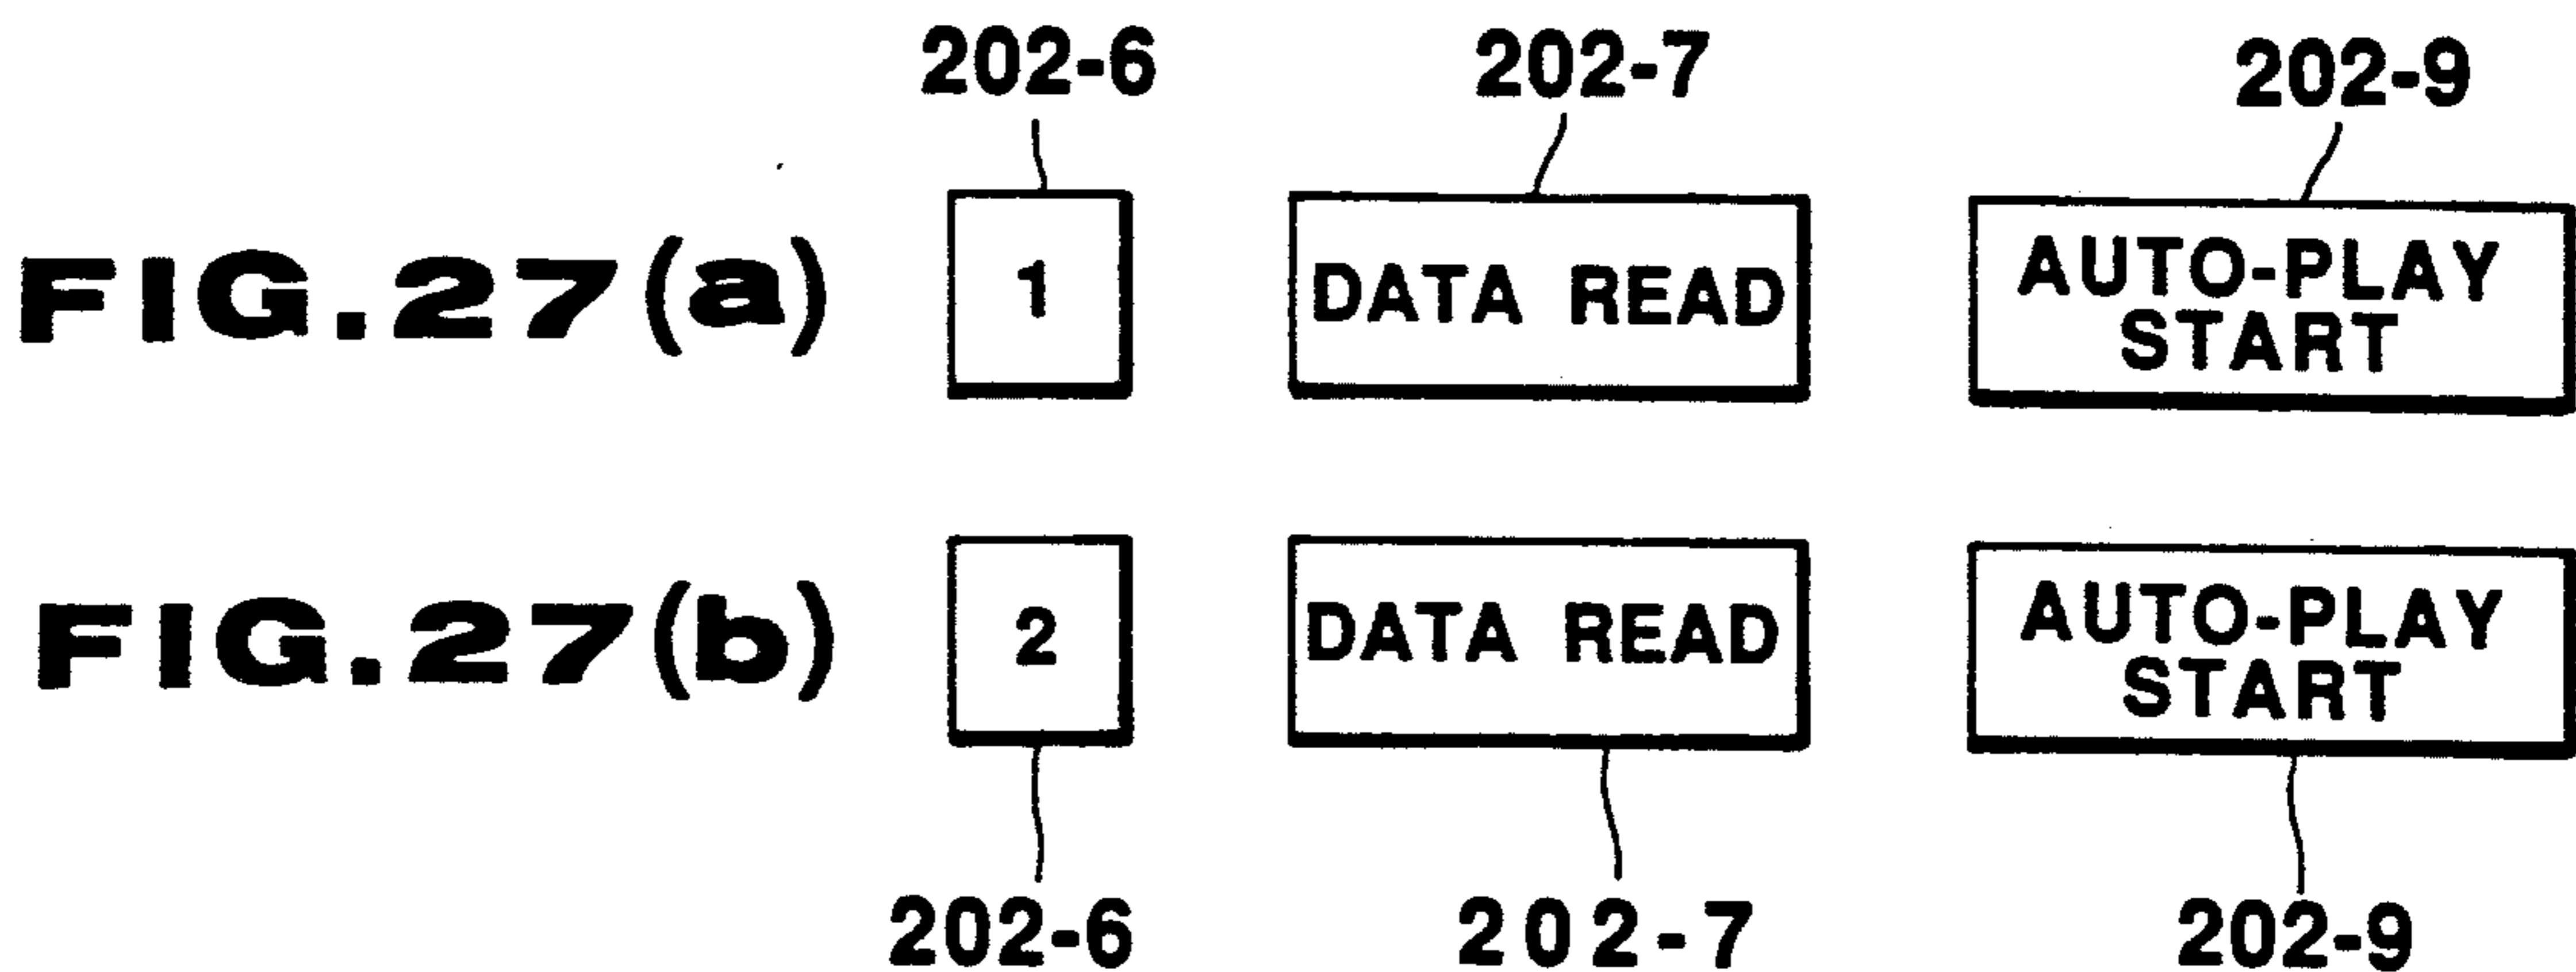 202-6 202-7 202-9
FIG.27(a) 1 DATA READ AUTO-PLAY
START
FIG.27(b) 2 DATA READ AUTO-PLAY
START
202-6 202-7 202-9